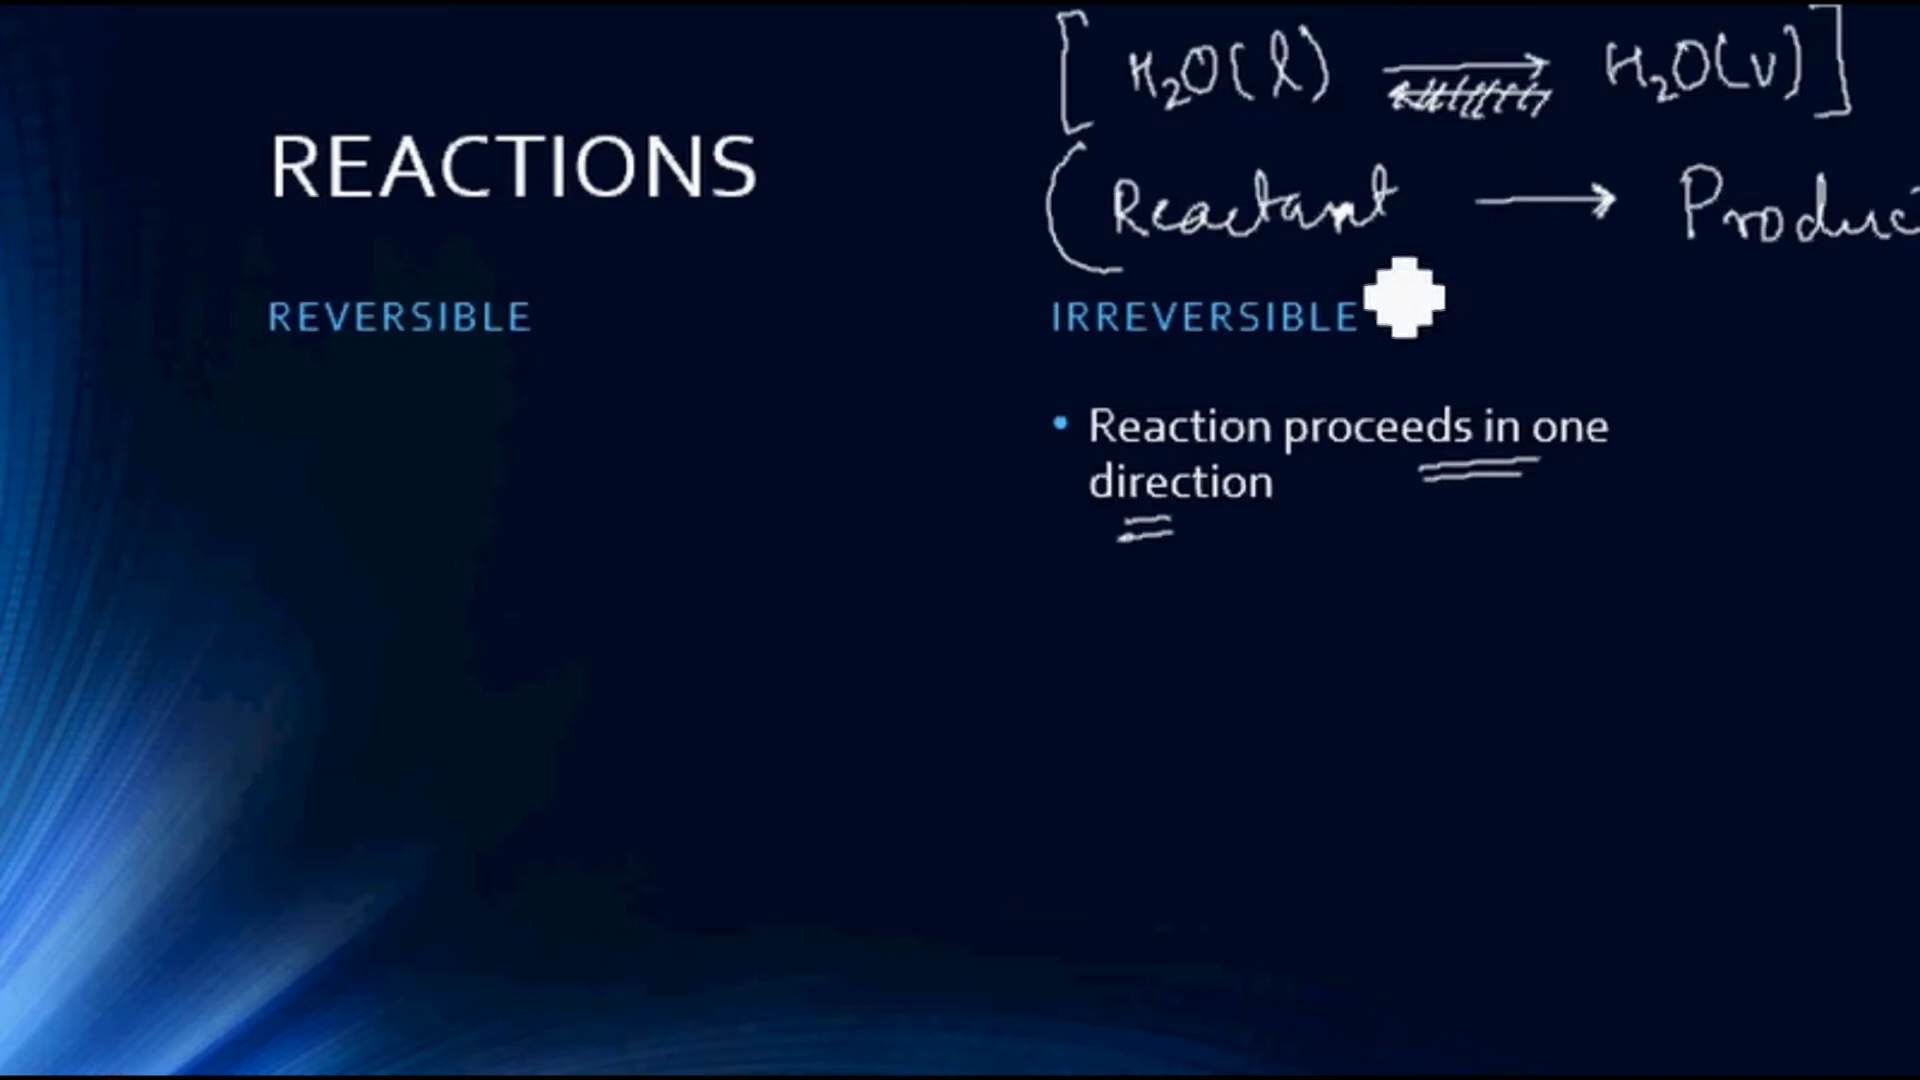 [ H₂O(l) → H₂O(v) ]
REACTIONS
(Reactant → Produc
REVERSIBLE
IRREVERSIBLE
• Reaction proceeds in one
direction